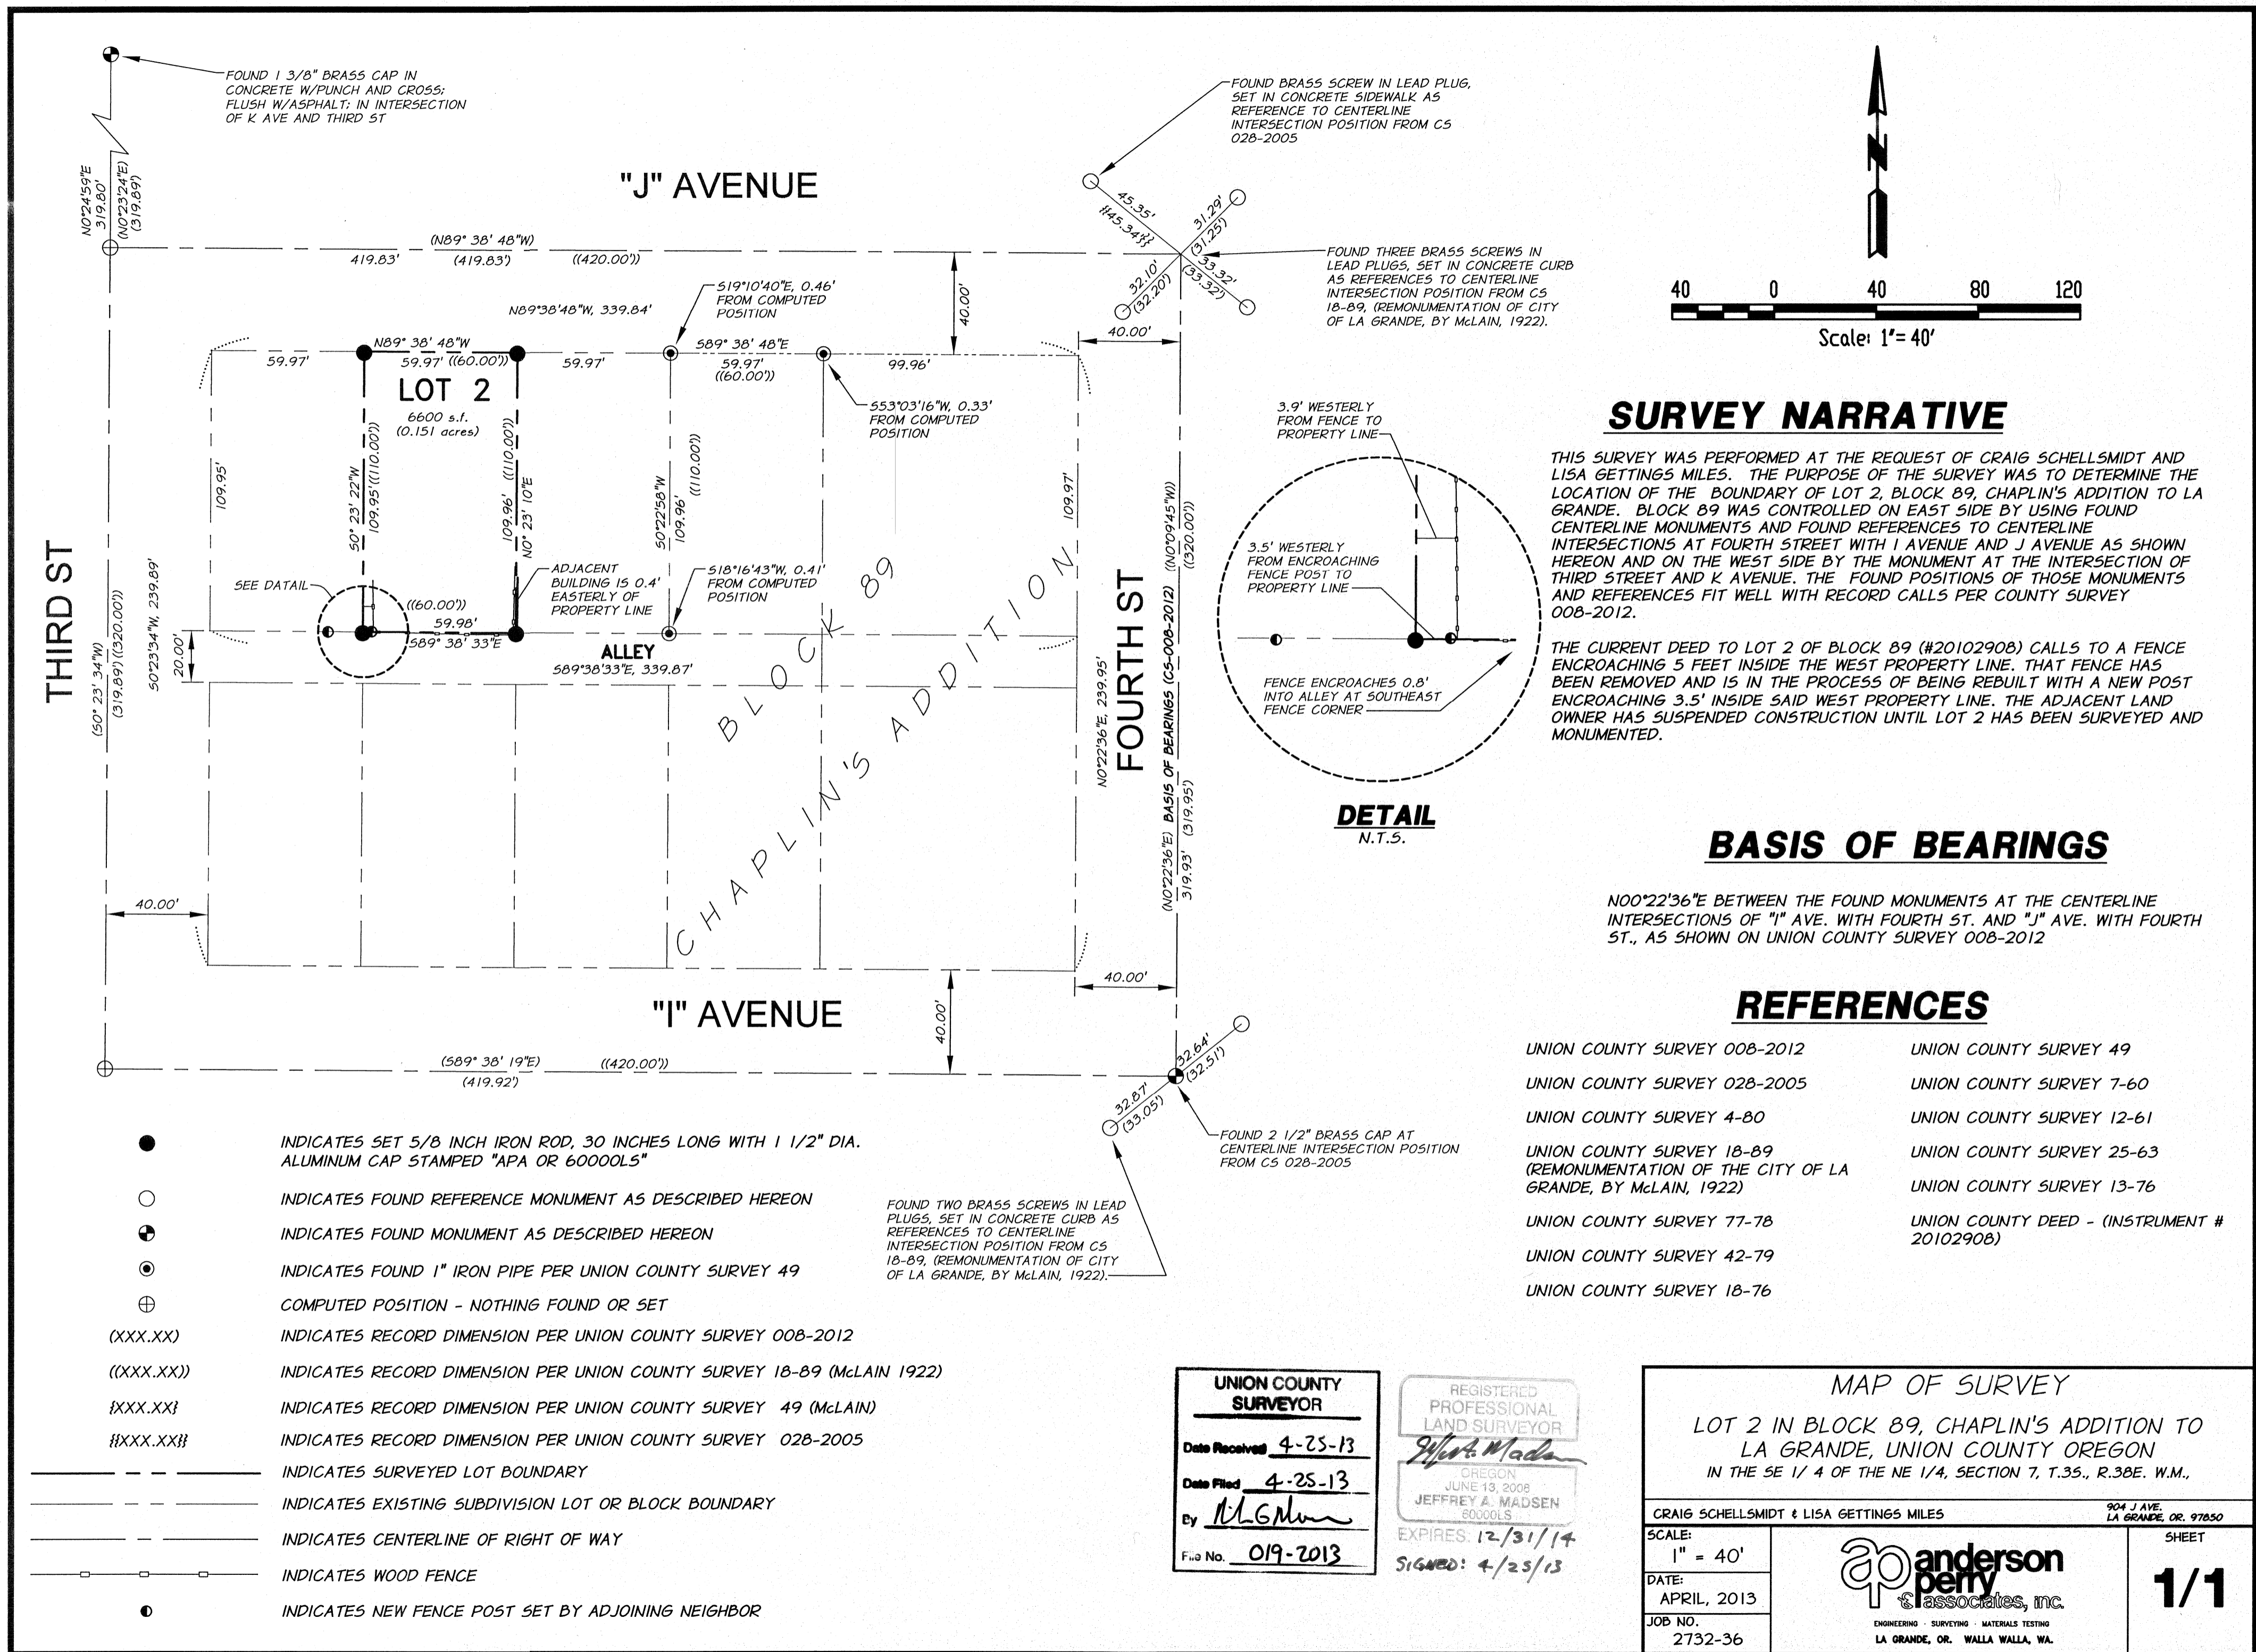 FOUND 1 3/8" BRASS CAP IN
CONCRETE W/PUNCH AND CROSS;
FLUSH W/ASPHALT; IN INTERSECTION
OF K AVE AND THIRD ST
N0°24'59"E
319.80'
(N0°23'24"E)
(319.89')
"J" AVENUE
FOUND BRASS SCREW IN LEAD PLUG,
SET IN CONCRETE SIDEWALK AS
REFERENCE TO CENTERLINE
INTERSECTION POSITION FROM CS
028-2005
45.35'
{{45.34'}}
31.29'
(31.25')
32.10'
(32.20')
33.32'
(33.32')
FOUND THREE BRASS SCREWS IN
LEAD PLUGS, SET IN CONCRETE CURB
AS REFERENCES TO CENTERLINE
INTERSECTION POSITION FROM CS
18-89, (REMONUMENTATION OF CITY
OF LA GRANDE, BY McLAIN, 1922).
(N89° 38' 48"W)
419.83' (419.83') ((420.00'))
N89°38'48"W, 339.84'
S19°10'40"E, 0.46'
FROM COMPUTED
POSITION
40.00'
40.00'
59.97'
N89° 38' 48"W
59.97' ((60.00'))
59.97'
S89° 38' 48"E
59.97'
((60.00'))
99.96'
LOT 2
6600 s.f.
(0.151 acres)
S53°03'16"W, 0.33'
FROM COMPUTED
POSITION
109.95'
S0° 23' 22"W
109.95' ((110.00'))
109.96' ((110.00'))
N0° 23' 10"E
S0°22'58"W
109.96'
((110.00'))
109.97'
THIRD ST
(S0° 23' 34"W)
(319.89') ((320.00'))
S0°23'34"W, 239.89'
20.00'
SEE DATAIL
((60.00'))
59.98'
S89° 38' 33"E
ADJACENT
BUILDING IS 0.4'
EASTERLY OF
PROPERTY LINE
S18°16'43"W, 0.41'
FROM COMPUTED
POSITION
ALLEY
S89°38'33"E, 339.87'
BLOCK 89
CHAPLIN'S ADDITION
FOURTH ST
N0°22'36"E, 239.95'
(N0°22'36"E) BASIS OF BEARINGS (CS-008-2012) ((N0°09'45"W))
319.93' (319.95') ((320.00'))
40.00'
40.00'
40.00'
"I" AVENUE
(S89° 38' 19"E) ((420.00'))
(419.92')
32.64'
(32.51')
32.87'
(33.05')
FOUND 2 1/2" BRASS CAP AT
CENTERLINE INTERSECTION POSITION
FROM CS 028-2005
FOUND TWO BRASS SCREWS IN LEAD
PLUGS, SET IN CONCRETE CURB AS
REFERENCES TO CENTERLINE
INTERSECTION POSITION FROM CS
18-89, (REMONUMENTATION OF CITY
OF LA GRANDE, BY McLAIN, 1922).
3.9' WESTERLY
FROM FENCE TO
PROPERTY LINE
3.5' WESTERLY
FROM ENCROACHING
FENCE POST TO
PROPERTY LINE
FENCE ENCROACHES 0.8'
INTO ALLEY AT SOUTHEAST
FENCE CORNER
DETAIL
N.T.S.
N
40 0 40 80 120
Scale: 1"= 40'
SURVEY NARRATIVE
THIS SURVEY WAS PERFORMED AT THE REQUEST OF CRAIG SCHELLSMIDT AND
LISA GETTINGS MILES. THE PURPOSE OF THE SURVEY WAS TO DETERMINE THE
LOCATION OF THE BOUNDARY OF LOT 2, BLOCK 89, CHAPLIN'S ADDITION TO LA
GRANDE. BLOCK 89 WAS CONTROLLED ON EAST SIDE BY USING FOUND
CENTERLINE MONUMENTS AND FOUND REFERENCES TO CENTERLINE
INTERSECTIONS AT FOURTH STREET WITH I AVENUE AND J AVENUE AS SHOWN
HEREON AND ON THE WEST SIDE BY THE MONUMENT AT THE INTERSECTION OF
THIRD STREET AND K AVENUE. THE FOUND POSITIONS OF THOSE MONUMENTS
AND REFERENCES FIT WELL WITH RECORD CALLS PER COUNTY SURVEY
008-2012.
THE CURRENT DEED TO LOT 2 OF BLOCK 89 (#20102908) CALLS TO A FENCE
ENCROACHING 5 FEET INSIDE THE WEST PROPERTY LINE. THAT FENCE HAS
BEEN REMOVED AND IS IN THE PROCESS OF BEING REBUILT WITH A NEW POST
ENCROACHING 3.5' INSIDE SAID WEST PROPERTY LINE. THE ADJACENT LAND
OWNER HAS SUSPENDED CONSTRUCTION UNTIL LOT 2 HAS BEEN SURVEYED AND
MONUMENTED.
BASIS OF BEARINGS
N00°22'36"E BETWEEN THE FOUND MONUMENTS AT THE CENTERLINE
INTERSECTIONS OF "I" AVE. WITH FOURTH ST. AND "J" AVE. WITH FOURTH
ST., AS SHOWN ON UNION COUNTY SURVEY 008-2012
REFERENCES
UNION COUNTY SURVEY 008-2012
UNION COUNTY SURVEY 028-2005
UNION COUNTY SURVEY 4-80
UNION COUNTY SURVEY 18-89
(REMONUMENTATION OF THE CITY OF LA
GRANDE, BY McLAIN, 1922)
UNION COUNTY SURVEY 77-78
UNION COUNTY SURVEY 42-79
UNION COUNTY SURVEY 18-76
UNION COUNTY SURVEY 49
UNION COUNTY SURVEY 7-60
UNION COUNTY SURVEY 12-61
UNION COUNTY SURVEY 25-63
UNION COUNTY SURVEY 13-76
UNION COUNTY DEED - (INSTRUMENT #
20102908)
INDICATES SET 5/8 INCH IRON ROD, 30 INCHES LONG WITH 1 1/2" DIA.
ALUMINUM CAP STAMPED "APA OR 60000LS"
INDICATES FOUND REFERENCE MONUMENT AS DESCRIBED HEREON
INDICATES FOUND MONUMENT AS DESCRIBED HEREON
INDICATES FOUND 1" IRON PIPE PER UNION COUNTY SURVEY 49
COMPUTED POSITION - NOTHING FOUND OR SET
(XXX.XX) INDICATES RECORD DIMENSION PER UNION COUNTY SURVEY 008-2012
((XXX.XX)) INDICATES RECORD DIMENSION PER UNION COUNTY SURVEY 18-89 (McLAIN 1922)
{XXX.XX} INDICATES RECORD DIMENSION PER UNION COUNTY SURVEY 49 (McLAIN)
{{XXX.XX}} INDICATES RECORD DIMENSION PER UNION COUNTY SURVEY 028-2005
INDICATES SURVEYED LOT BOUNDARY
INDICATES EXISTING SUBDIVISION LOT OR BLOCK BOUNDARY
INDICATES CENTERLINE OF RIGHT OF WAY
INDICATES WOOD FENCE
INDICATES NEW FENCE POST SET BY ADJOINING NEIGHBOR
UNION COUNTY
SURVEYOR
Date Received 4-25-13
Date Filed 4-25-13
By
File No. 019-2013
REGISTERED
PROFESSIONAL
LAND SURVEYOR
OREGON
JUNE 13, 2008
JEFFREY A. MADSEN
60000LS
EXPIRES: 12/31/14
SIGNED: 4/25/13
MAP OF SURVEY
LOT 2 IN BLOCK 89, CHAPLIN'S ADDITION TO
LA GRANDE, UNION COUNTY OREGON
IN THE SE 1/ 4 OF THE NE 1/4, SECTION 7, T.3S., R.38E. W.M.,
CRAIG SCHELLSMIDT & LISA GETTINGS MILES
904 J AVE.
LA GRANDE, OR. 97850
SCALE:
1" = 40'
DATE:
APRIL, 2013
JOB NO.
2732-36
ap anderson
perry
& associates, inc.
ENGINEERING · SURVEYING · MATERIALS TESTING
LA GRANDE, OR. WALLA WALLA, WA.
SHEET
1/1